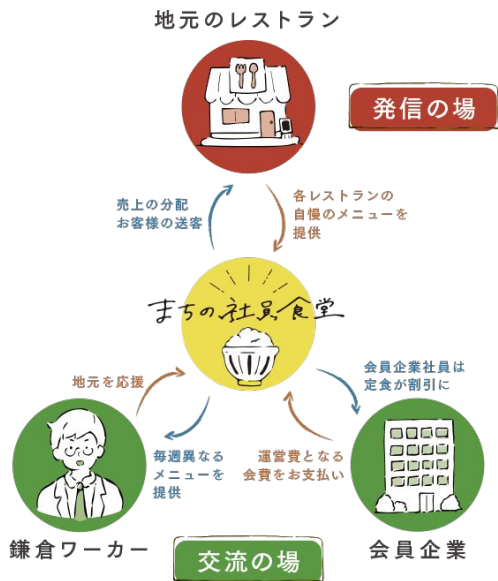 地元のレストラン
発信の場
売上の分配
お客様の送客
各レストランの
自慢のメニューを
提供
まちの社員食堂
地元を応援
会員企業社員は
定食が割引に
毎週異なる
メニューを
提供
運営費となる
会費をお支払い
鎌倉ワーカー
交流の場
会員企業